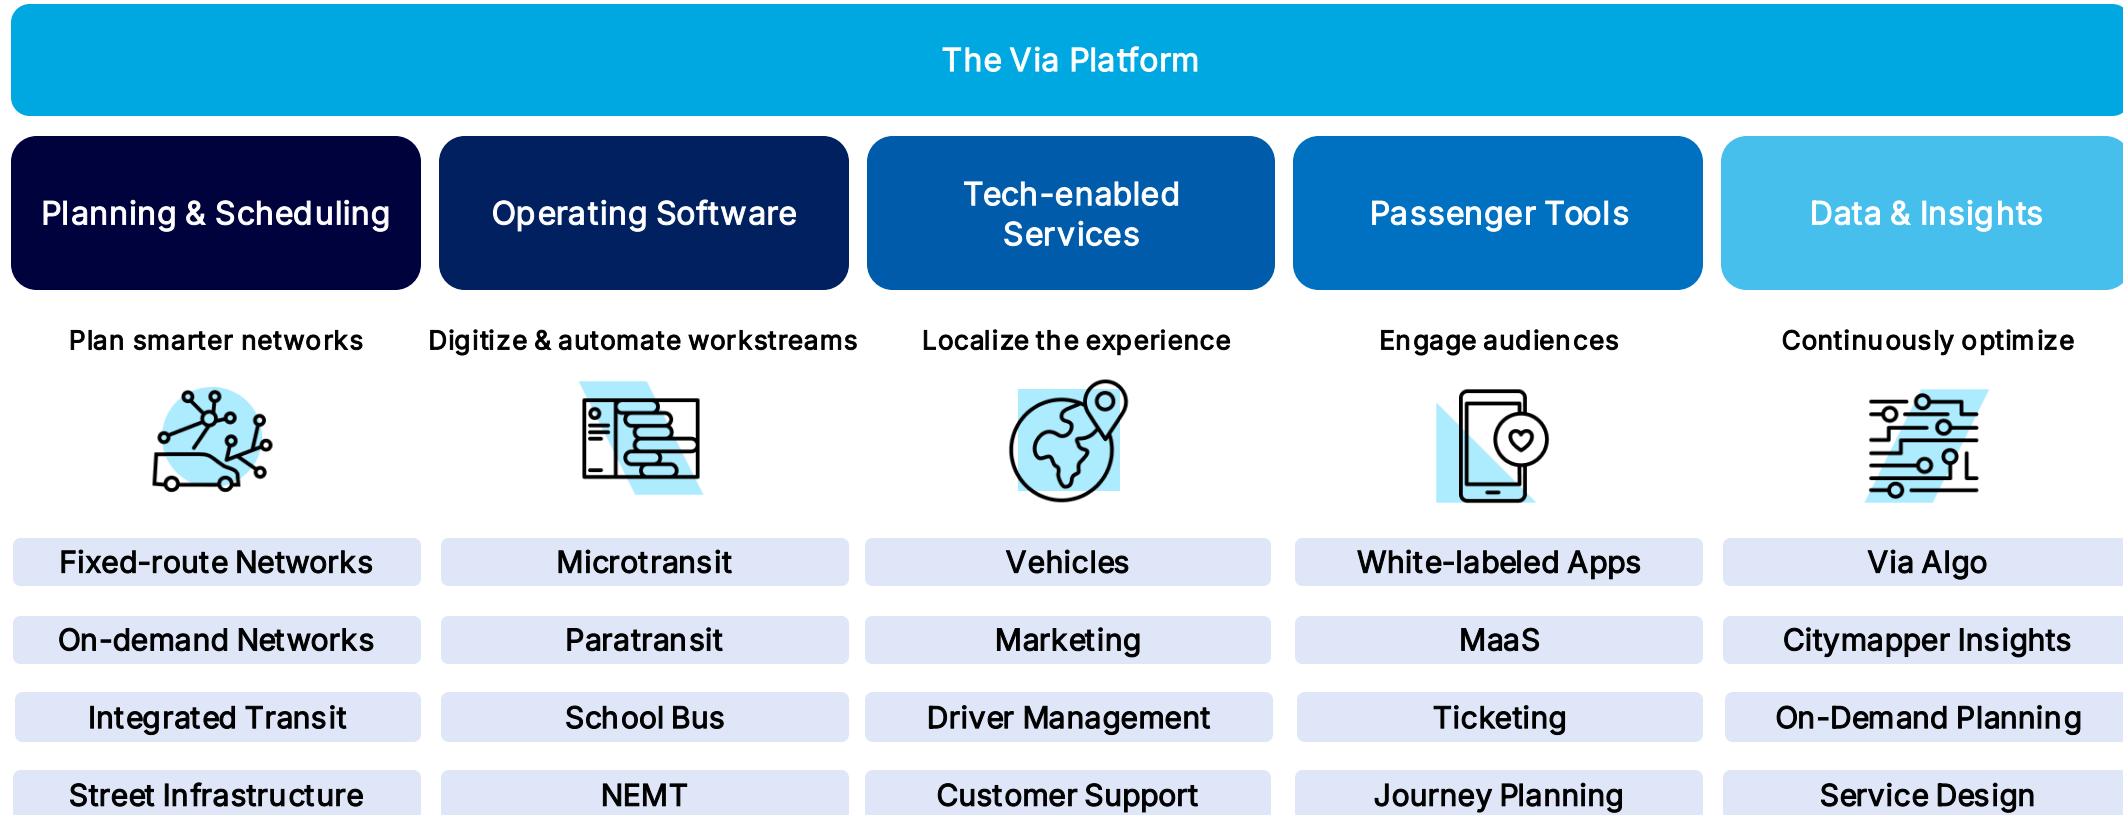 The Via Platform
Planning & Scheduling
Operating Software
Tech-enabled
Services
Passenger Tools
Data & Insights
Plan smarter networks
Digitize & automate workstreams
Localize the experience
Engage audiences
Continuously optimize
Fixed-route Networks
Microtransit
Vehicles
White-labeled Apps
Via Algo
On-demand Networks
Paratransit
Marketing
MaaS
Citymapper Insights
Integrated Transit
School Bus
Driver Management
Ticketing
On-Demand Planning
Street Infrastructure
NEMT
Customer Support
Journey Planning
Service Design